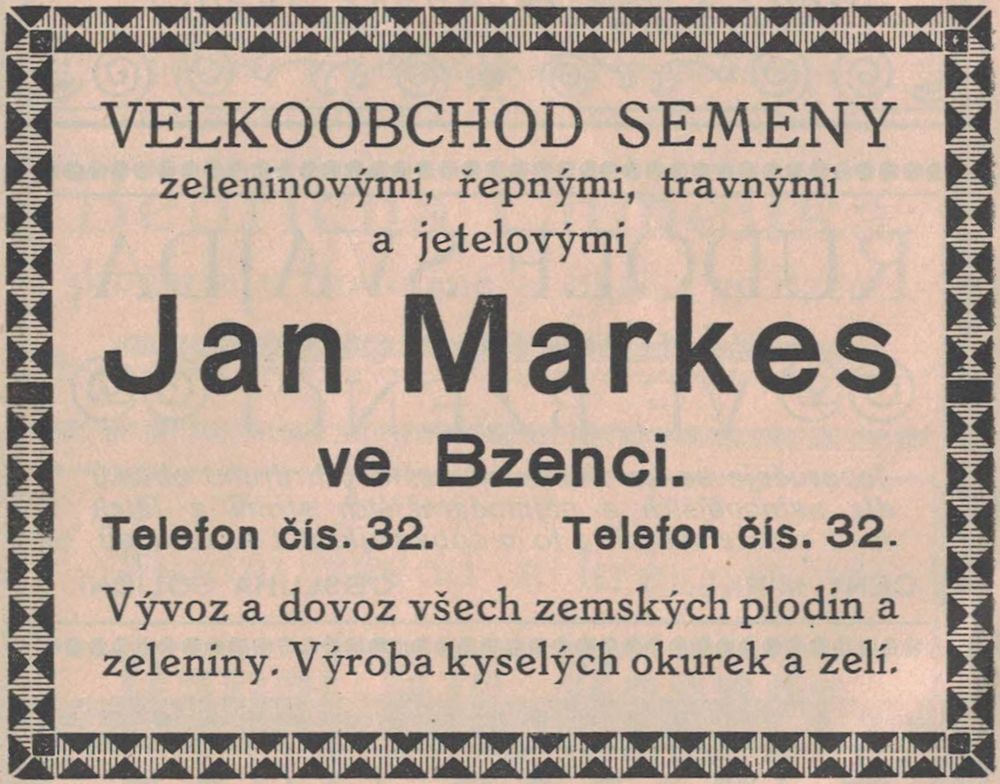 VELKOOBCHOD SEMENY
zeleninovými, řepnými, travnými
a jetelovými
Jan Markes
ve Bzenci.
Telefon čís. 32. Telefon čís. 32.
Vývoz a dovoz všech zemských plodin a
zeleniny. Výroba kyselých okurek a zelí.